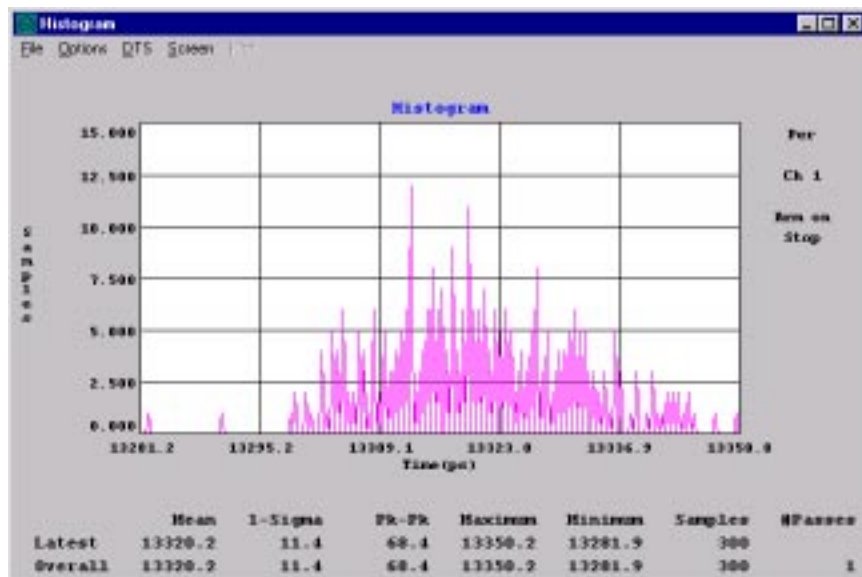 Histogram
File Options DTS Screen
Histogram
15.000
12.500
10.000
7.500
5.000
2.500
0.000
Samples
13281.2 13295.2 13309.1 13323.0 13336.9 13350.8
Time(ps)
Per
Ch 1
Arm on
Stop
Mean 1-Sigma Pk-Pk Maximum Minimum Samples #Passes
Latest 13320.2 11.4 68.4 13350.2 13281.9 300
Overall 13320.2 11.4 68.4 13350.2 13281.9 300 1